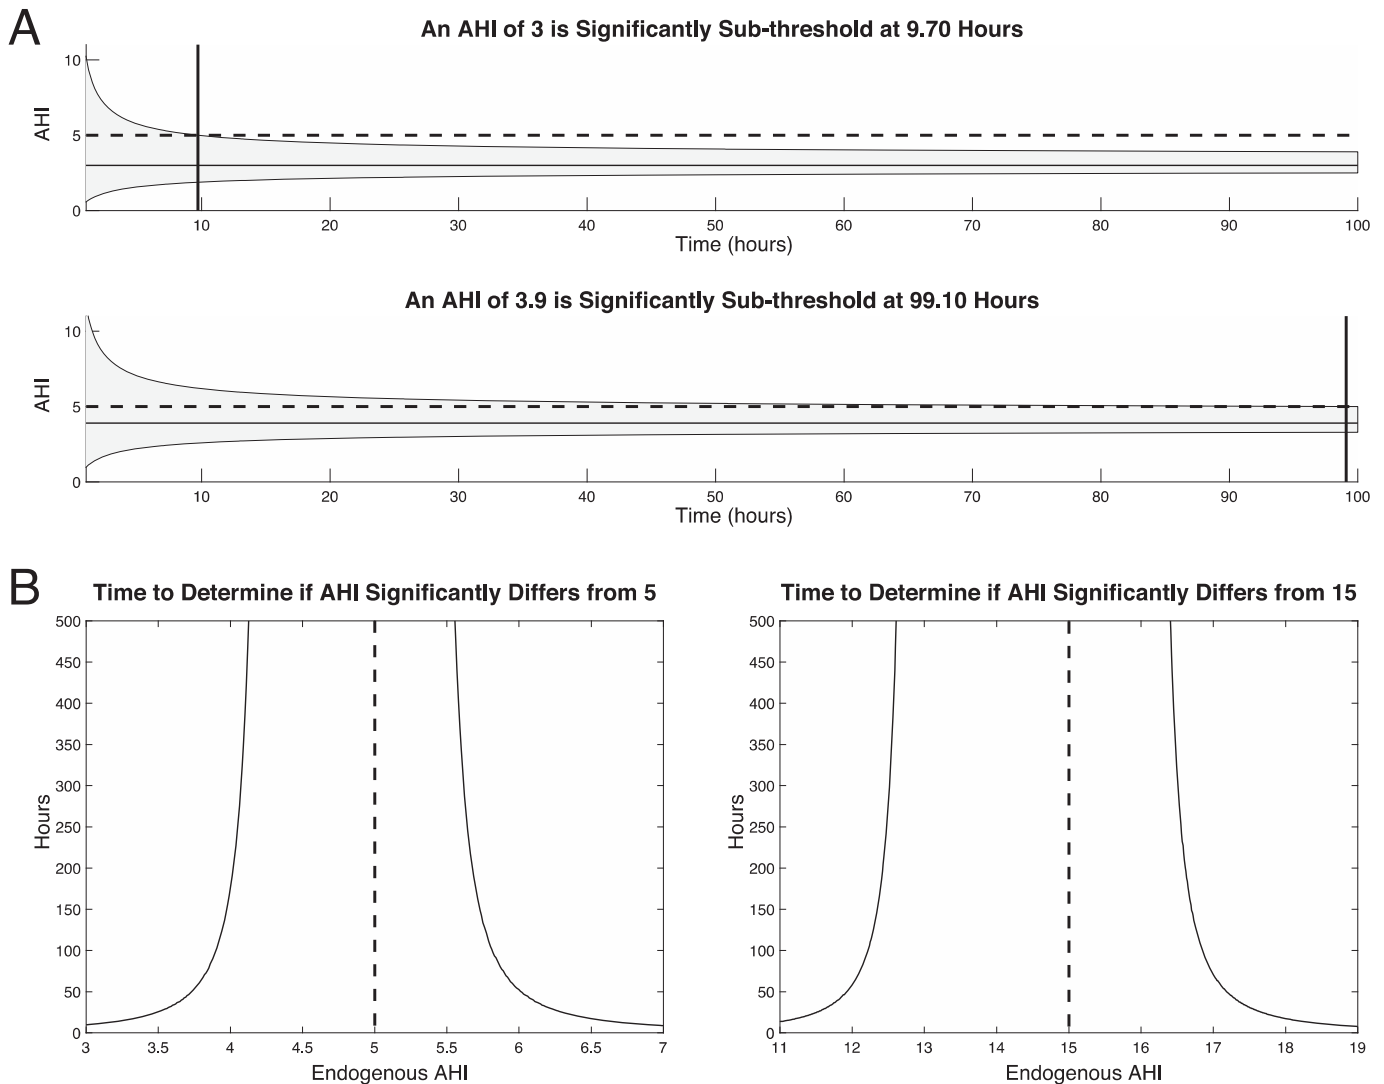 A
An AHI of 3 is Significantly Sub-threshold at 9.70 Hours
10
5
0
AHI
10 20 30 40 50 60 70 80 90 100
Time (hours)
An AHI of 3.9 is Significantly Sub-threshold at 99.10 Hours
10
5
0
AHI
10 20 30 40 50 60 70 80 90 100
Time (hours)
B
Time to Determine if AHI Significantly Differs from 5
500
450
400
350
300
250
200
150
100
50
0
Hours
3 3.5 4 4.5 5 5.5 6 6.5 7
Endogenous AHI
Time to Determine if AHI Significantly Differs from 15
500
450
400
350
300
250
200
150
100
50
0
Hours
11 12 13 14 15 16 17 18 19
Endogenous AHI